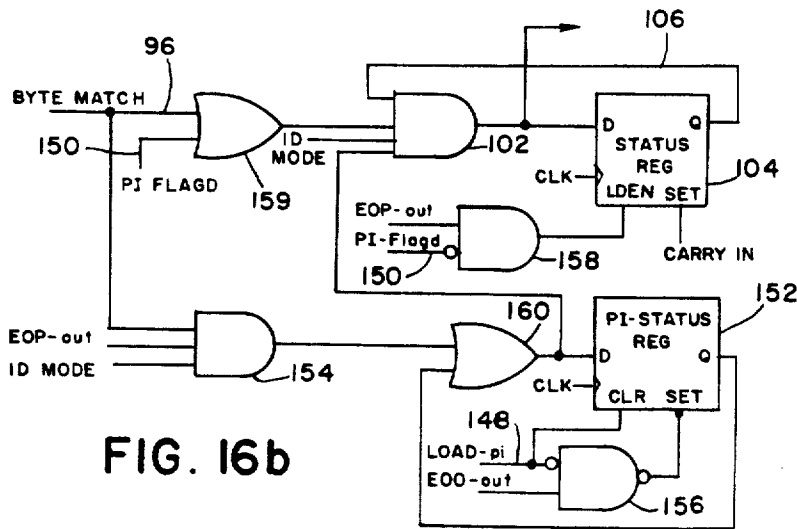 96
106
BYTE MATCH
150
PI FLAGD
159
ID
MODE
102
D
Q
STATUS
REG
CLK
LDEN SET
104
CARRY IN
EOP-out
PI-Flagd
150
158
EOP-out
ID MODE
154
160
152
PI-STATUS
REG
D
Q
CLK
CLR SET
148
LOAD-pi
EOO-out
156
FIG. 16b